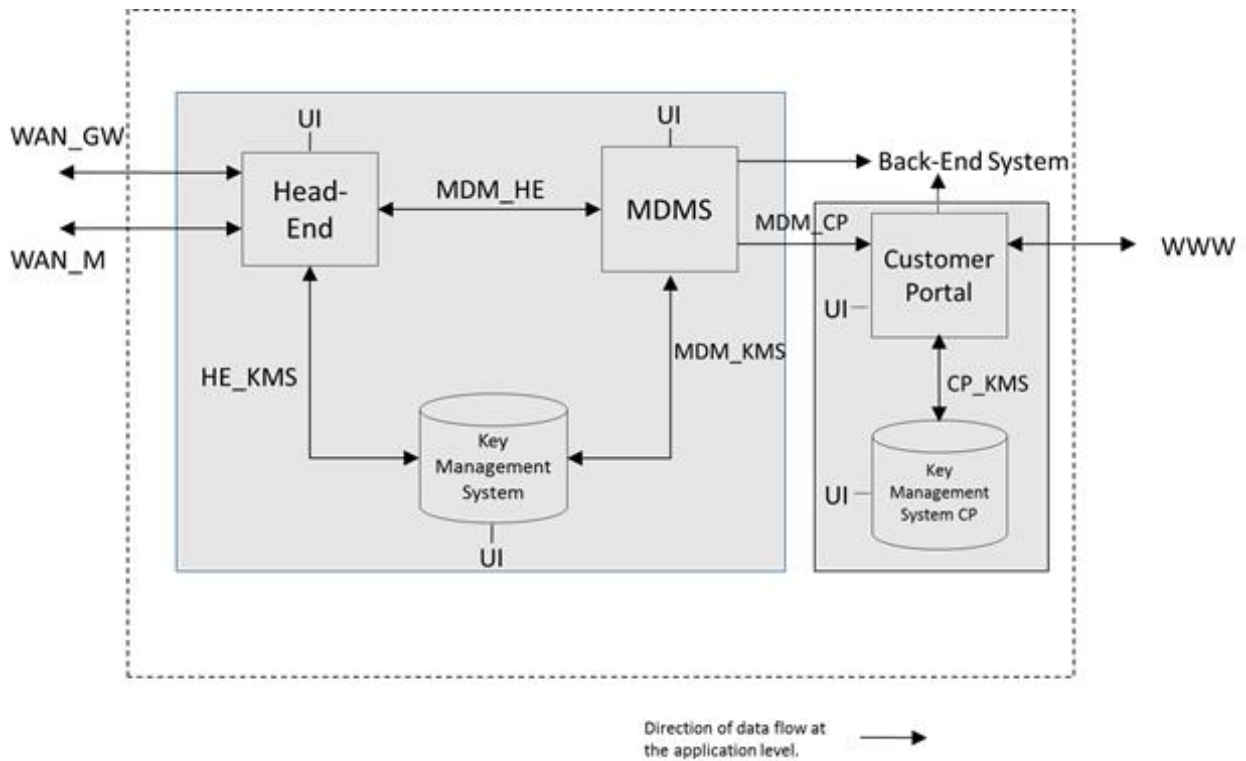 UI
UI
WAN_GW
Head-
End
MDM_HE
MDMS
Back-End System
MDM_CP
WAN_M
Customer
Portal
WWW
UI
MDM_KMS
HE_KMS
CP_KMS
Key
Management
System
Key
Management
System CP
UI
UI
Direction of data flow at
the application level.